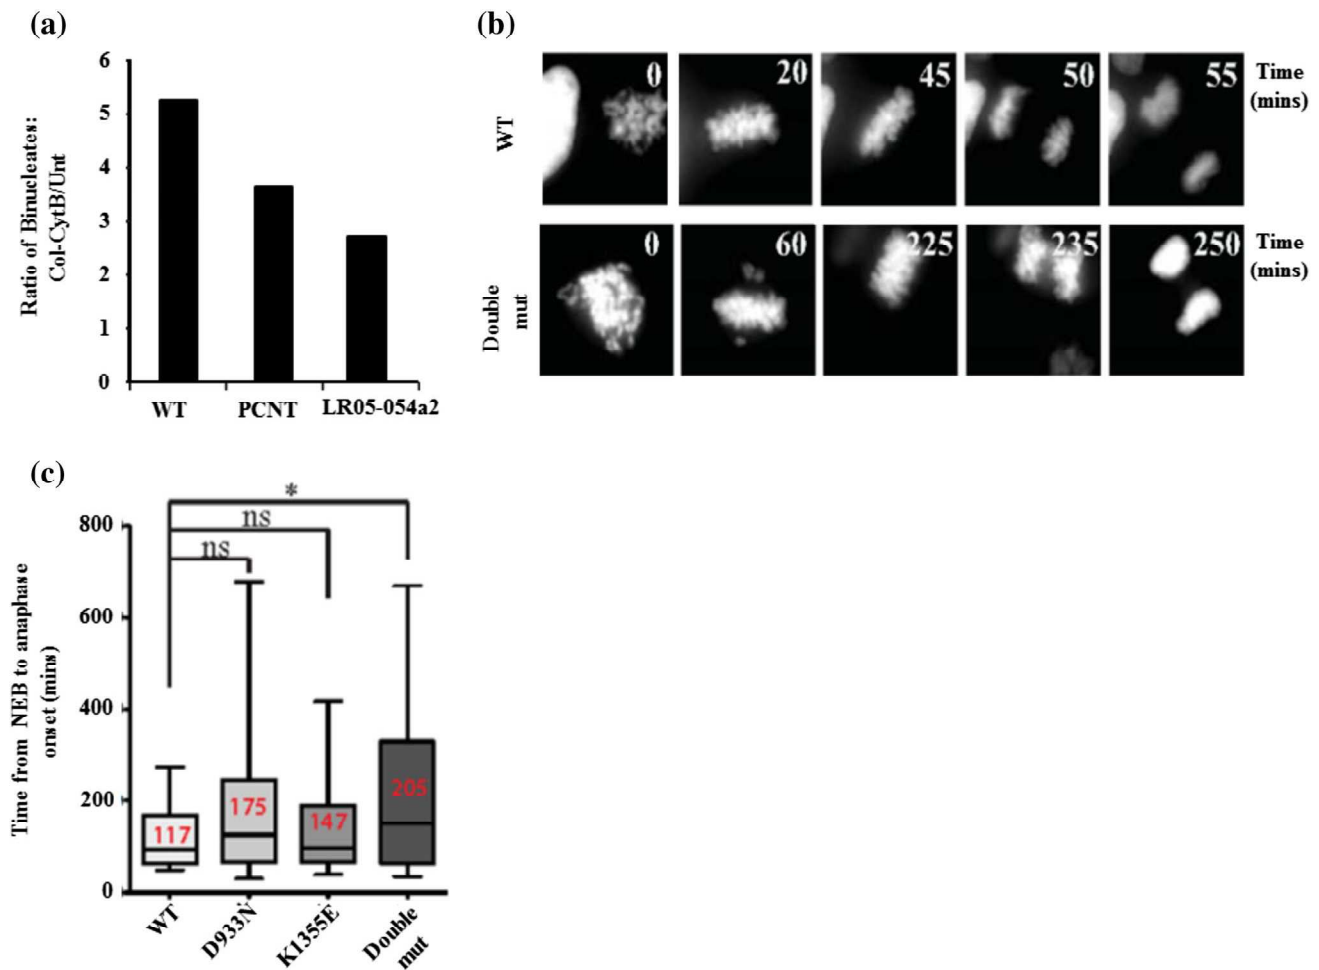 (a)
6
5
4
3
2
1
0
Ratio of Binucleates:
Col-CytB/Unt
WT
PCNT
LR05-054a2
(b)
WT
0
20
45
50
55
Time
(mins)
Double
mut
0
60
225
235
250
Time
(mins)
(c)
*
ns
ns
800
600
400
200
0
Time from NEB to anaphase
onset (mins)
117
175
147
205
WT
D933N
K1355E
Double
mut